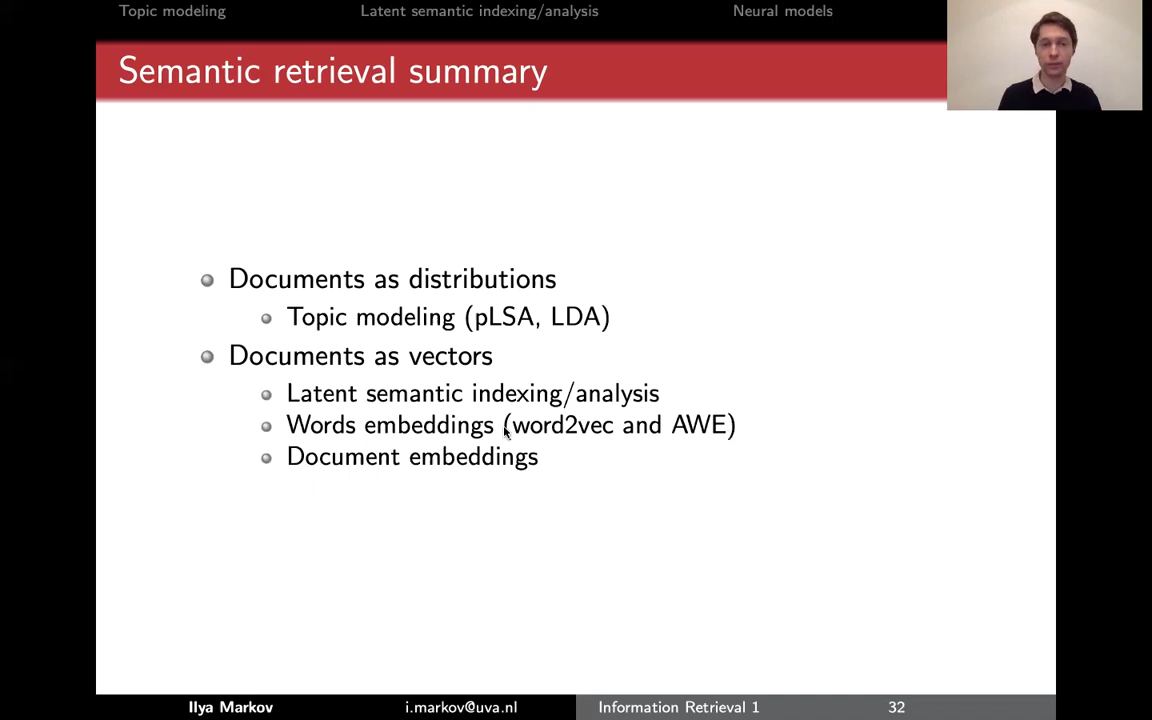 Topic modeling Latent semantic indexing/analysis Neural models
Semantic retrieval summary
Documents as distributions
Topic modeling (pLSA, LDA)
Documents as vectors
Latent semantic indexing/analysis
Words embeddings (word2vec and AWE)
Document embeddings
Ilya Markov i.markov@uva.nl Information Retrieval 1 32